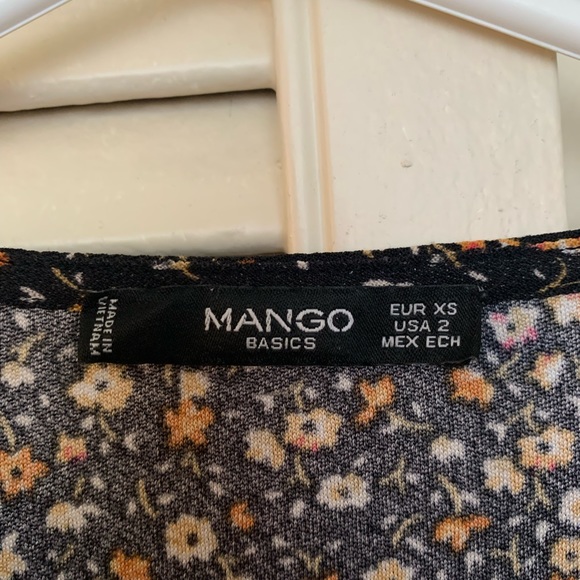 MADE IN
VIETNAM
MANGO
BASICS
EUR XS
USA 2
MEX ECH